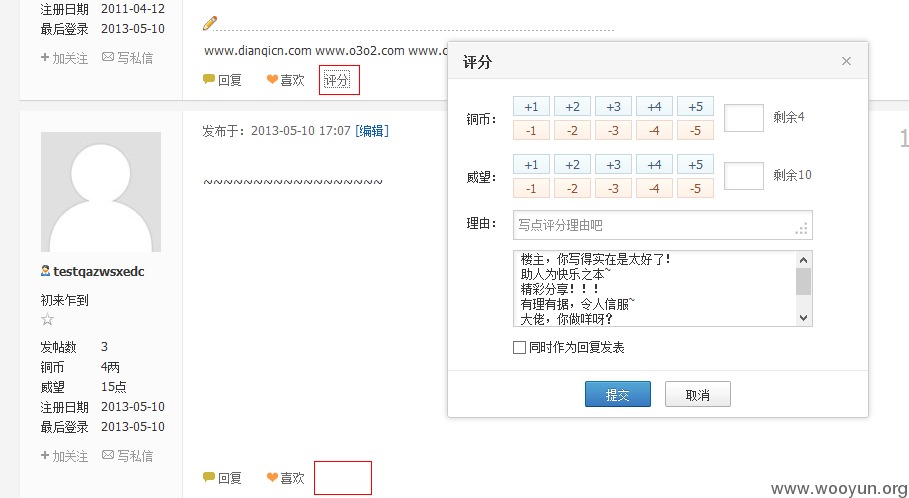 注册日期 2011-04-12
最后登录 2013-05-10
+ 加关注 写私信
www.dianqicn.com www.o3o2.com www.c
回复 喜欢 评分
评分 ×
铜币： +1 +2 +3 +4 +5 剩余4
-1 -2 -3 -4 -5
威望： +1 +2 +3 +4 +5 剩余10
-1 -2 -3 -4 -5
理由： 写点评分理由吧
楼主，你写得实在是太好了！
助人为快乐之本~
精彩分享！！！
有理有据，令人信服~
大佬，你做咩呀？
同时作为回复发表
提交 取消
发布于：2013-05-10 17:07 [编辑]
1
~~~~~~~~~~~~~~~~~~
testqazwsxedc
初来乍到
发帖数 3
铜币 4两
威望 15点
注册日期 2013-05-10
最后登录 2013-05-10
+ 加关注 写私信
回复 喜欢
www.wooyun.org